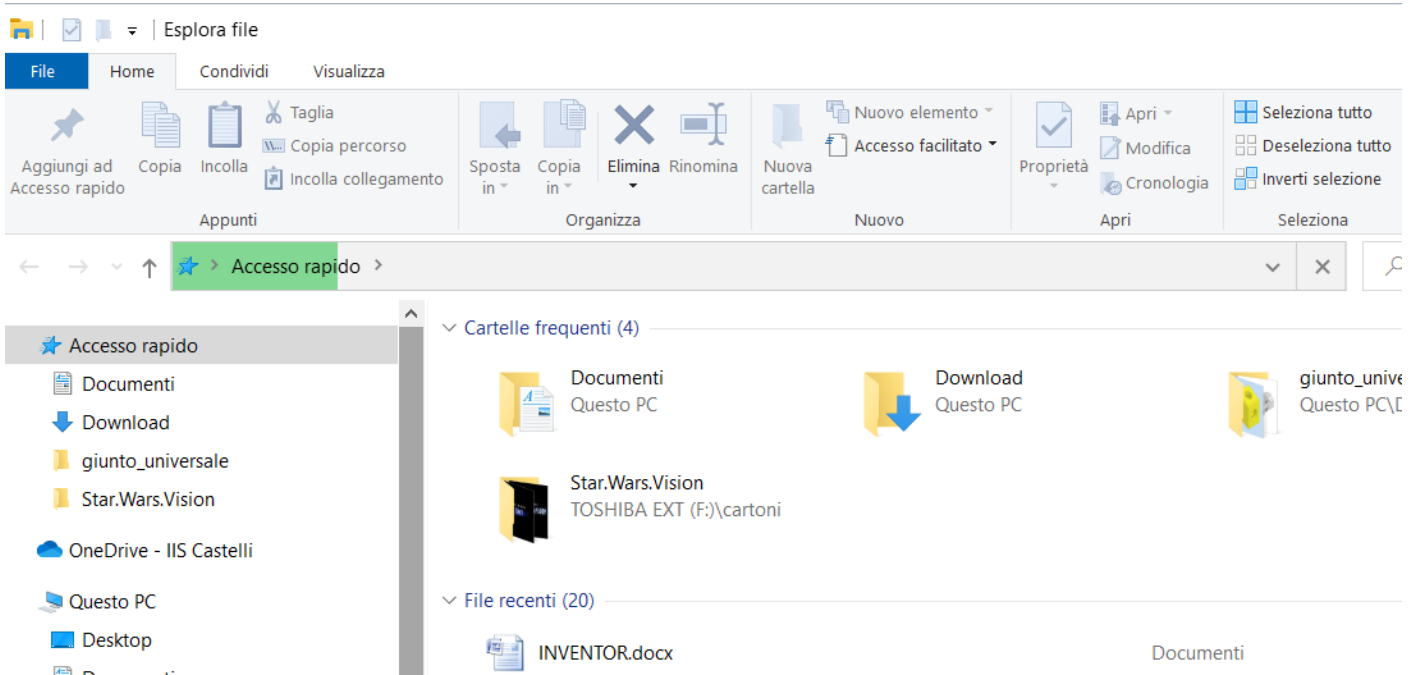 Esplora file
File Home Condividi Visualizza
Aggiungi ad
Accesso rapido
Copia
Incolla
Taglia
Copia percorso
Incolla collegamento
Appunti
Sposta
in
Copia
in
Elimina
Rinomina
Organizza
Nuova
cartella
Nuovo elemento
Accesso facilitato
Nuovo
Proprietà
Apri
Modifica
Cronologia
Apri
Seleziona tutto
Deseleziona tutto
Inverti selezione
Seleziona
Accesso rapido
Accesso rapido
Documenti
Download
giunto_universale
Star.Wars.Vision
OneDrive - IIS Castelli
Questo PC
Desktop
Cartelle frequenti (4)
Documenti
Questo PC
Download
Questo PC
giunto_unive
Questo PC\D
Star.Wars.Vision
TOSHIBA EXT (F:)\cartoni
File recenti (20)
INVENTOR.docx Documenti